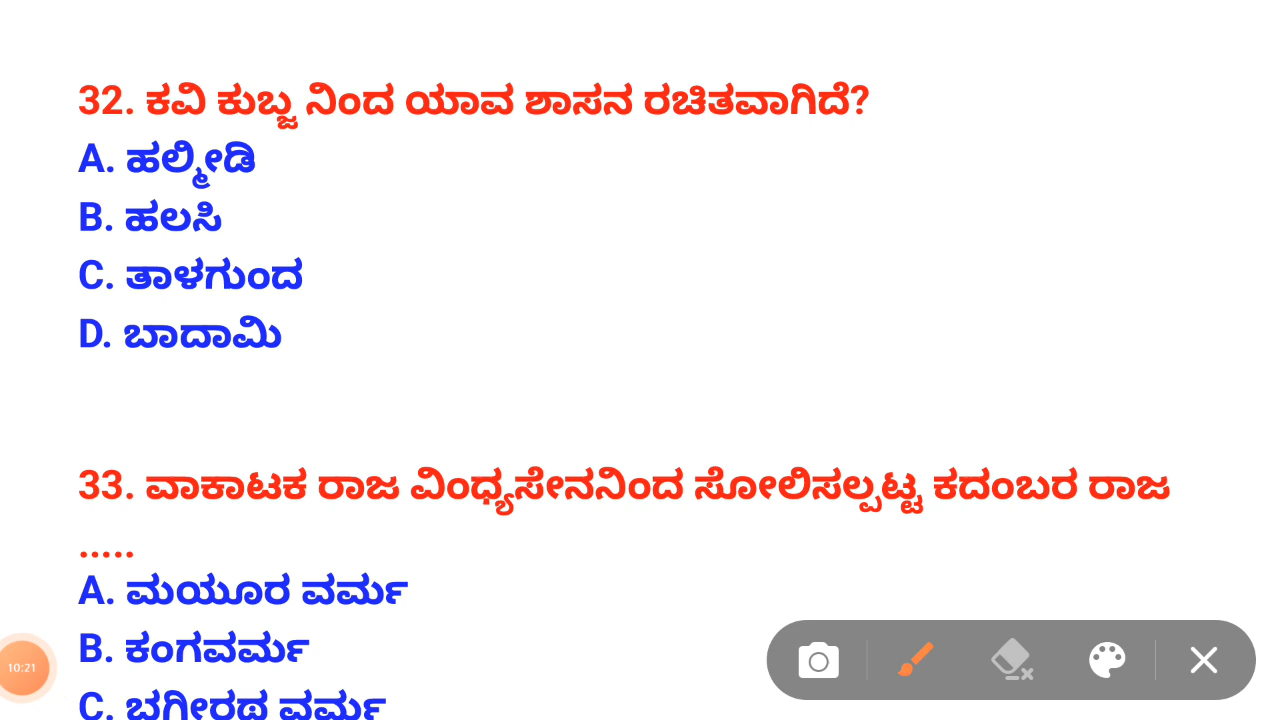 32. ಕವಿ ಕುಬ್ಜ ನಿಂದ ಯಾವ ಶಾಸನ ರಚಿತವಾಗಿದೆ?
A. ಹಲ್ಮೀಡಿ
B. ಹಲಸಿ
C. ತಾಳಗುಂದ
D. ಬಾದಾಮಿ
33. ವಾಕಾಟಕ ರಾಜ ವಿಂಧ್ಯಸೇನನಿಂದ ಸೋಲಿಸಲ್ಪಟ್ಟ ಕದಂಬರ ರಾಜ
.....
A. ಮಯೂರ ವರ್ಮ
B. ಕಂಗವರ್ಮ
C. ಭಗೀರಥ ವರ್ಮ
10:21